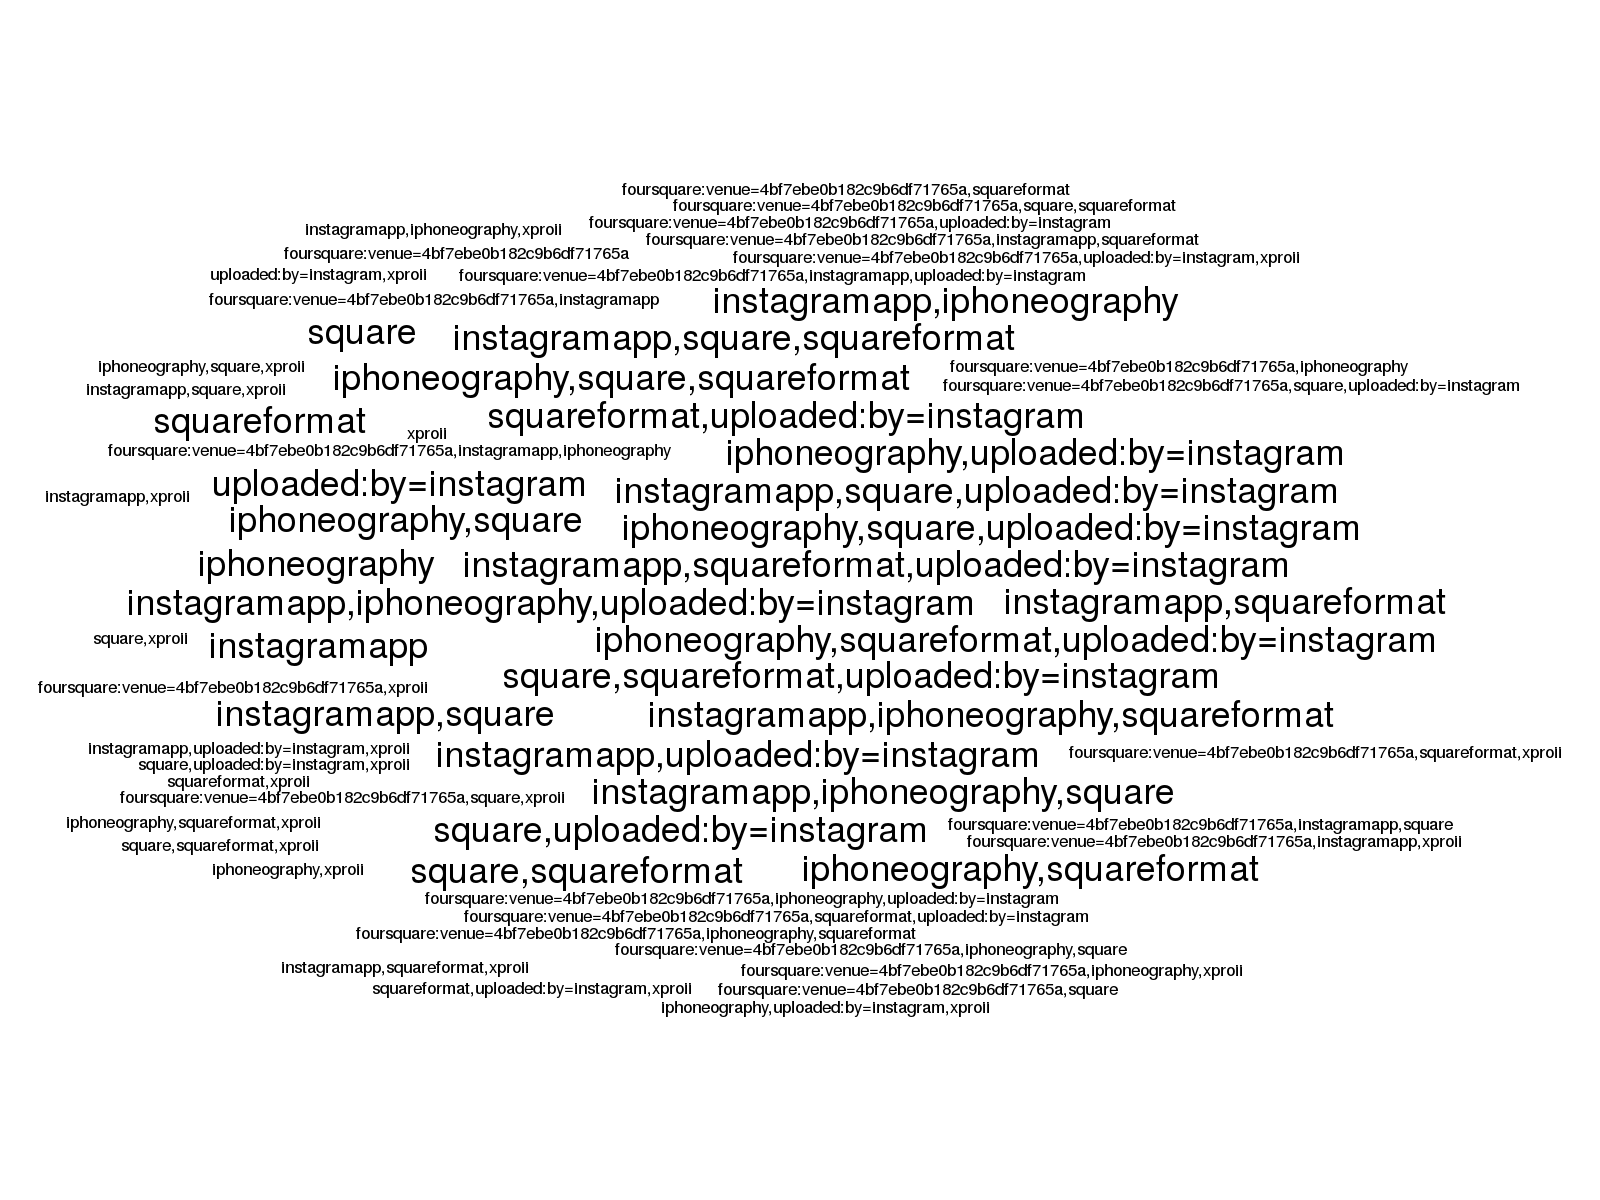 foursquare:venue=4bf7ebe0b182c9b6df71765a,squareformat
foursquare:venue=4bf7ebe0b182c9b6df71765a,square,squareformat
foursquare:venue=4bf7ebe0b182c9b6df71765a,uploaded:by=instagram
instagramapp,iphoneography,xproii
foursquare:venue=4bf7ebe0b182c9b6df71765a,instagramapp,squareformat
foursquare:venue=4bf7ebe0b182c9b6df71765a
foursquare:venue=4bf7ebe0b182c9b6df71765a,uploaded:by=instagram,xproii
uploaded:by=instagram,xproii
foursquare:venue=4bf7ebe0b182c9b6df71765a,instagramapp,uploaded:by=instagram
foursquare:venue=4bf7ebe0b182c9b6df71765a,instagramapp
instagramapp,iphoneography
square
instagramapp,square,squareformat
iphoneography,square,xproii
iphoneography,square,squareformat
foursquare:venue=4bf7ebe0b182c9b6df71765a,iphoneography
instagramapp,square,xproii
foursquare:venue=4bf7ebe0b182c9b6df71765a,square,uploaded:by=instagram
squareformat
squareformat,uploaded:by=instagram
xproii
foursquare:venue=4bf7ebe0b182c9b6df71765a,instagramapp,iphoneography
iphoneography,uploaded:by=instagram
uploaded:by=instagram
instagramapp,xproii
instagramapp,square,uploaded:by=instagram
iphoneography,square
iphoneography,square,uploaded:by=instagram
iphoneography
instagramapp,squareformat,uploaded:by=instagram
instagramapp,iphoneography,uploaded:by=instagram
instagramapp,squareformat
square,xproii
instagramapp
iphoneography,squareformat,uploaded:by=instagram
square,squareformat,uploaded:by=instagram
foursquare:venue=4bf7ebe0b182c9b6df71765a,xproii
instagramapp,square
instagramapp,iphoneography,squareformat
instagramapp,uploaded:by=instagram,xproii
instagramapp,uploaded:by=instagram
foursquare:venue=4bf7ebe0b182c9b6df71765a,squareformat,xproii
square,uploaded:by=instagram,xproii
squareformat,xproii
foursquare:venue=4bf7ebe0b182c9b6df71765a,square,xproii
instagramapp,iphoneography,square
iphoneography,squareformat,xproii
square,uploaded:by=instagram
foursquare:venue=4bf7ebe0b182c9b6df71765a,instagramapp,square
square,squareformat,xproii
foursquare:venue=4bf7ebe0b182c9b6df71765a,instagramapp,xproii
iphoneography,xproii
square,squareformat
iphoneography,squareformat
foursquare:venue=4bf7ebe0b182c9b6df71765a,iphoneography,uploaded:by=instagram
foursquare:venue=4bf7ebe0b182c9b6df71765a,squareformat,uploaded:by=instagram
foursquare:venue=4bf7ebe0b182c9b6df71765a,iphoneography,squareformat
foursquare:venue=4bf7ebe0b182c9b6df71765a,iphoneography,square
instagramapp,squareformat,xproii
foursquare:venue=4bf7ebe0b182c9b6df71765a,iphoneography,xproii
squareformat,uploaded:by=instagram,xproii
foursquare:venue=4bf7ebe0b182c9b6df71765a,square
iphoneography,uploaded:by=instagram,xproii